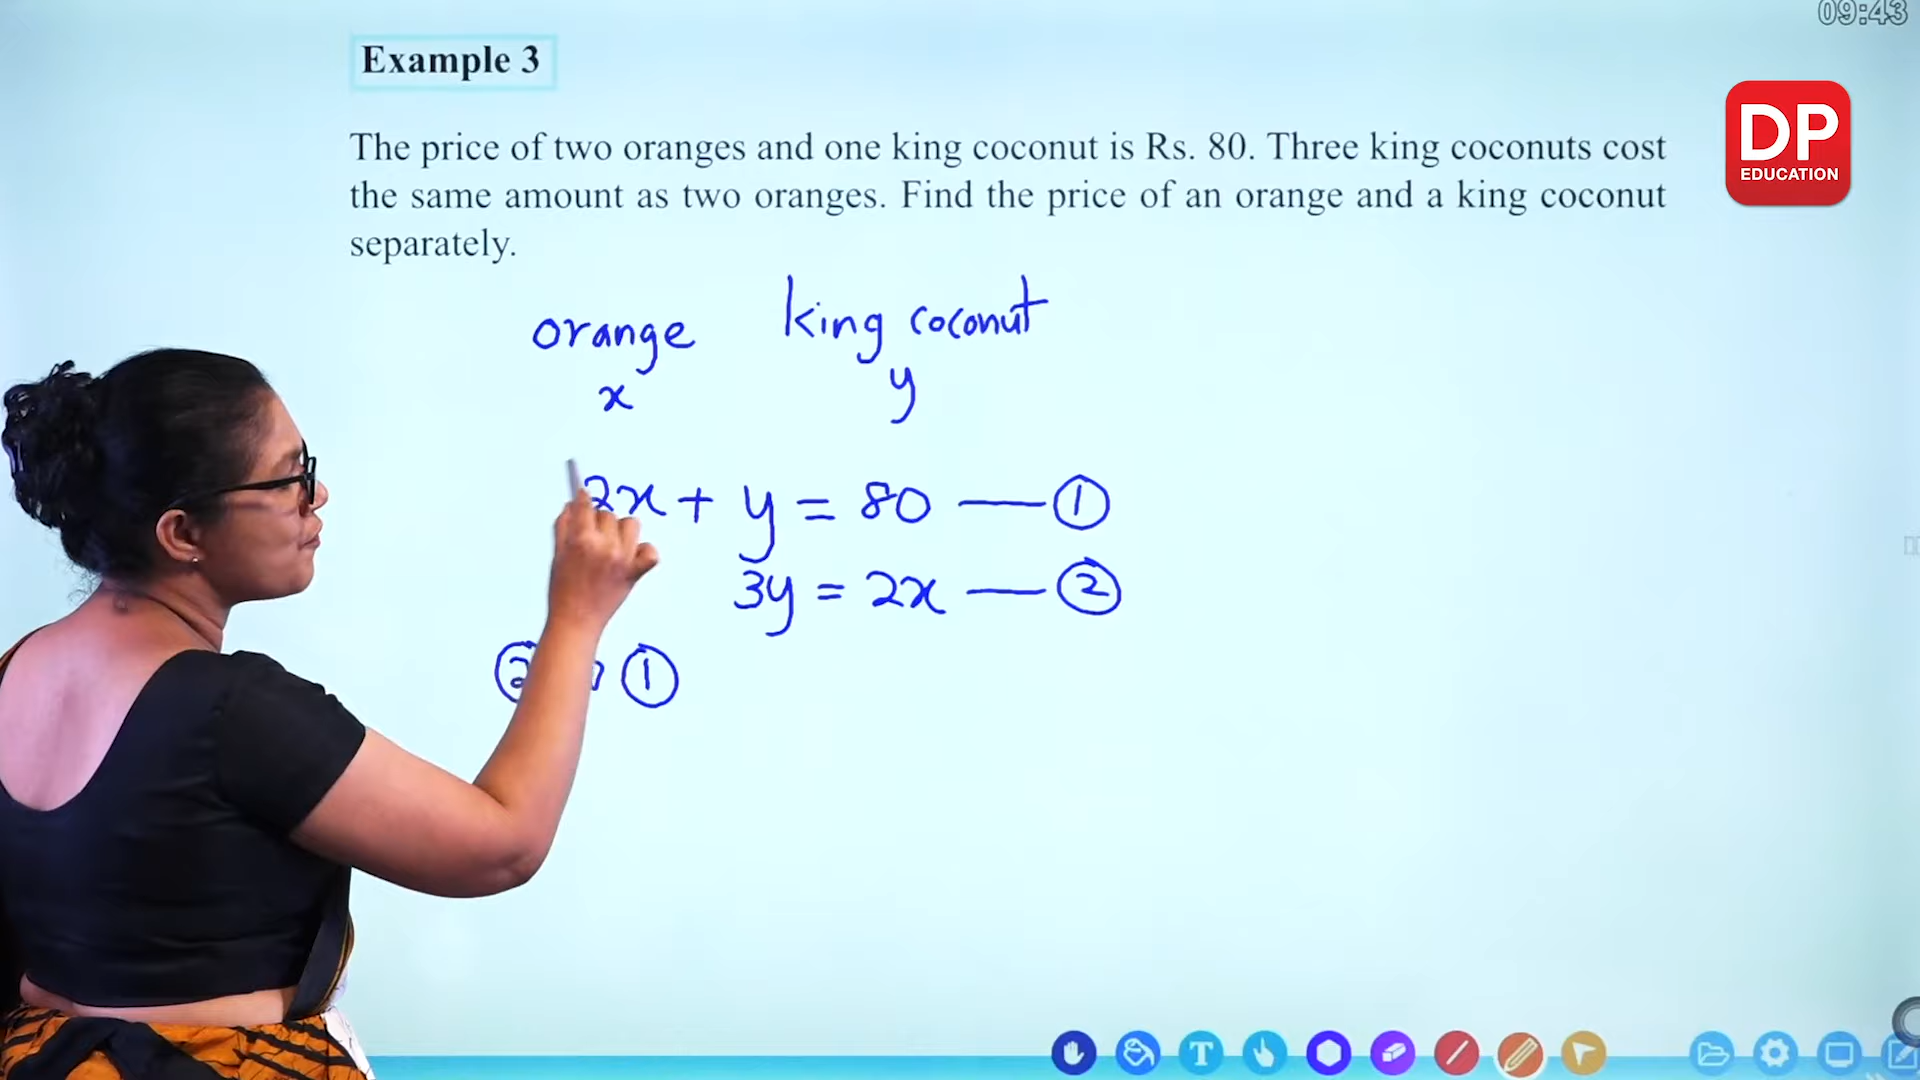 09:43
Example 3
DP
EDUCATION
The price of two oranges and one king coconut is Rs. 80. Three king coconuts cost
the same amount as two oranges. Find the price of an orange and a king coconut
separately.
orange king coconut
x y
2x + y = 80 — ①
3y = 2x — ②
② ①
T